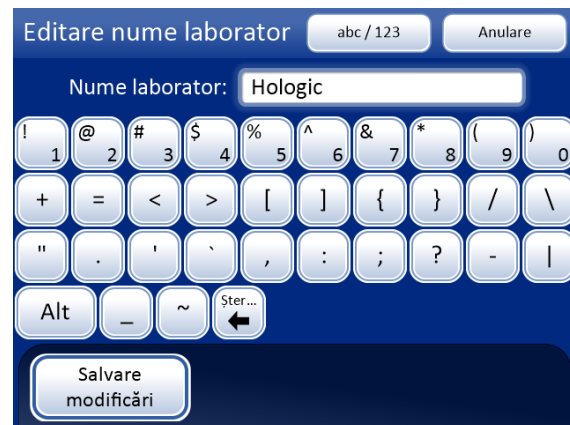 Editare nume laborator abc / 123 Anulare
Nume laborator: Hologic
! 1 @ 2 # 3 $ 4 % 5 ^ 6 & 7 * 8 ( 9 ) 0
+ = < > [ ] { } / \
" . ' ` , : ; ? - |
Alt _ ~ Șter...
Salvare
modificări